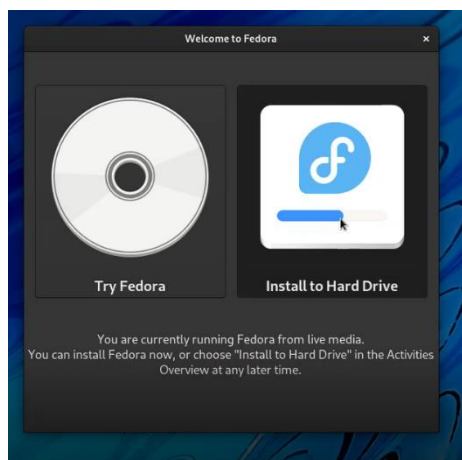 Welcome to Fedora
Try Fedora
Install to Hard Drive
You are currently running Fedora from live media.
You can install Fedora now, or choose "Install to Hard Drive" in the Activities
Overview at any later time.